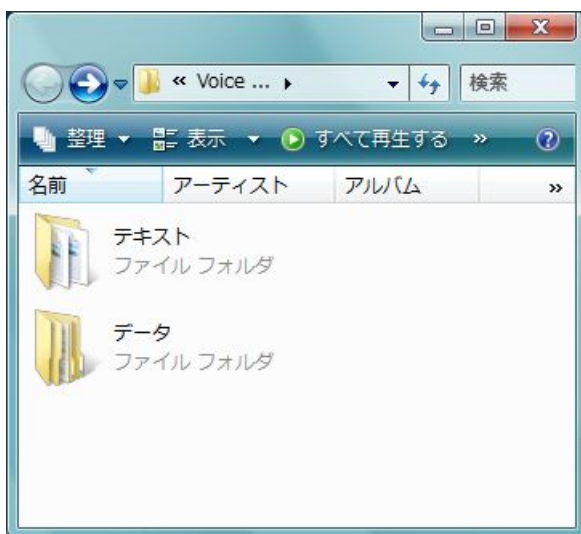 « Voice ... 検索
整理 表示 すべて再生する »
名前 アーティスト アルバム »
テキスト
ファイル フォルダ
データ
ファイル フォルダ